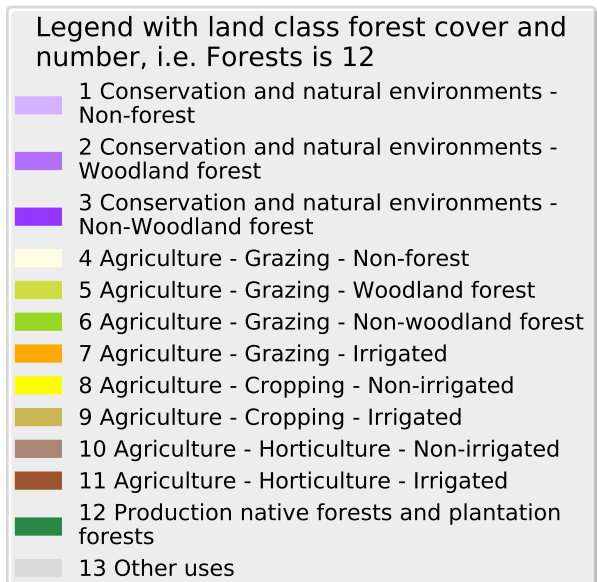 Legend with land class forest cover and
number, i.e. Forests is 12
1 Conservation and natural environments -
Non-forest
2 Conservation and natural environments -
Woodland forest
3 Conservation and natural environments -
Non-Woodland forest
4 Agriculture - Grazing - Non-forest
5 Agriculture - Grazing - Woodland forest
6 Agriculture - Grazing - Non-woodland forest
7 Agriculture - Grazing - Irrigated
8 Agriculture - Cropping - Non-irrigated
9 Agriculture - Cropping - Irrigated
10 Agriculture - Horticulture - Non-irrigated
11 Agriculture - Horticulture - Irrigated
12 Production native forests and plantation
forests
13 Other uses